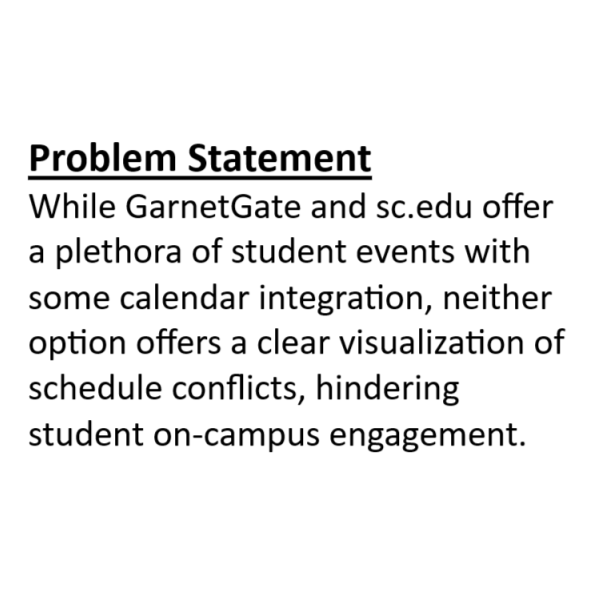 Problem Statement
While GarnetGate and sc.edu offer
a plethora of student events with
some calendar integration, neither
option offers a clear visualization of
schedule conflicts, hindering
student on-campus engagement.